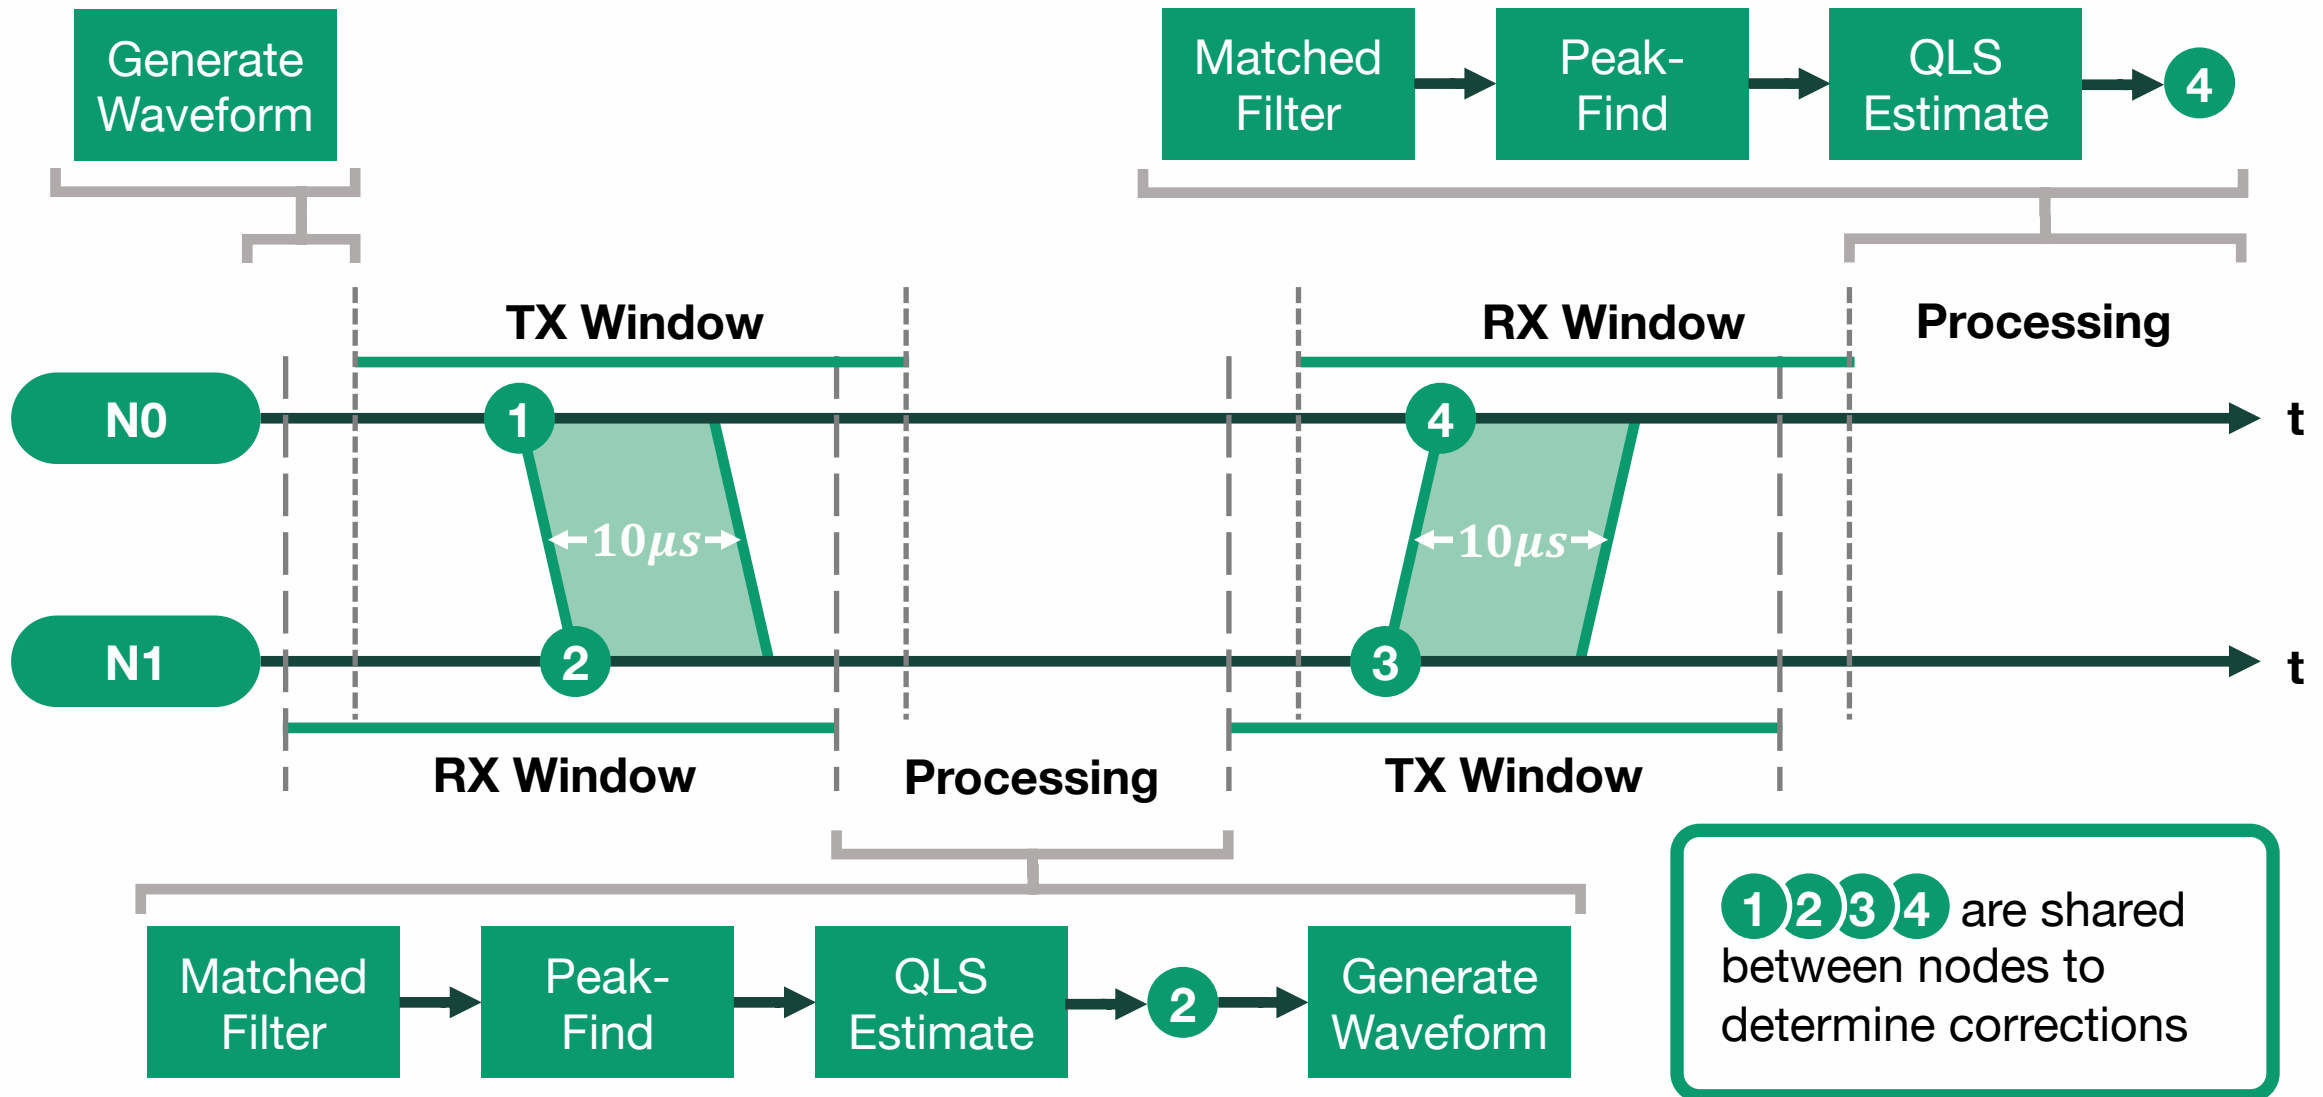 Generate
Waveform
Matched
Filter
Peak-
Find
QLS
Estimate
4
TX Window
RX Window
Processing
N0
1
4
t
←10μs→
←10μs→
N1
2
3
t
RX Window
Processing
TX Window
Matched
Filter
Peak-
Find
QLS
Estimate
2
Generate
Waveform
1 2 3 4 are shared
between nodes to
determine corrections